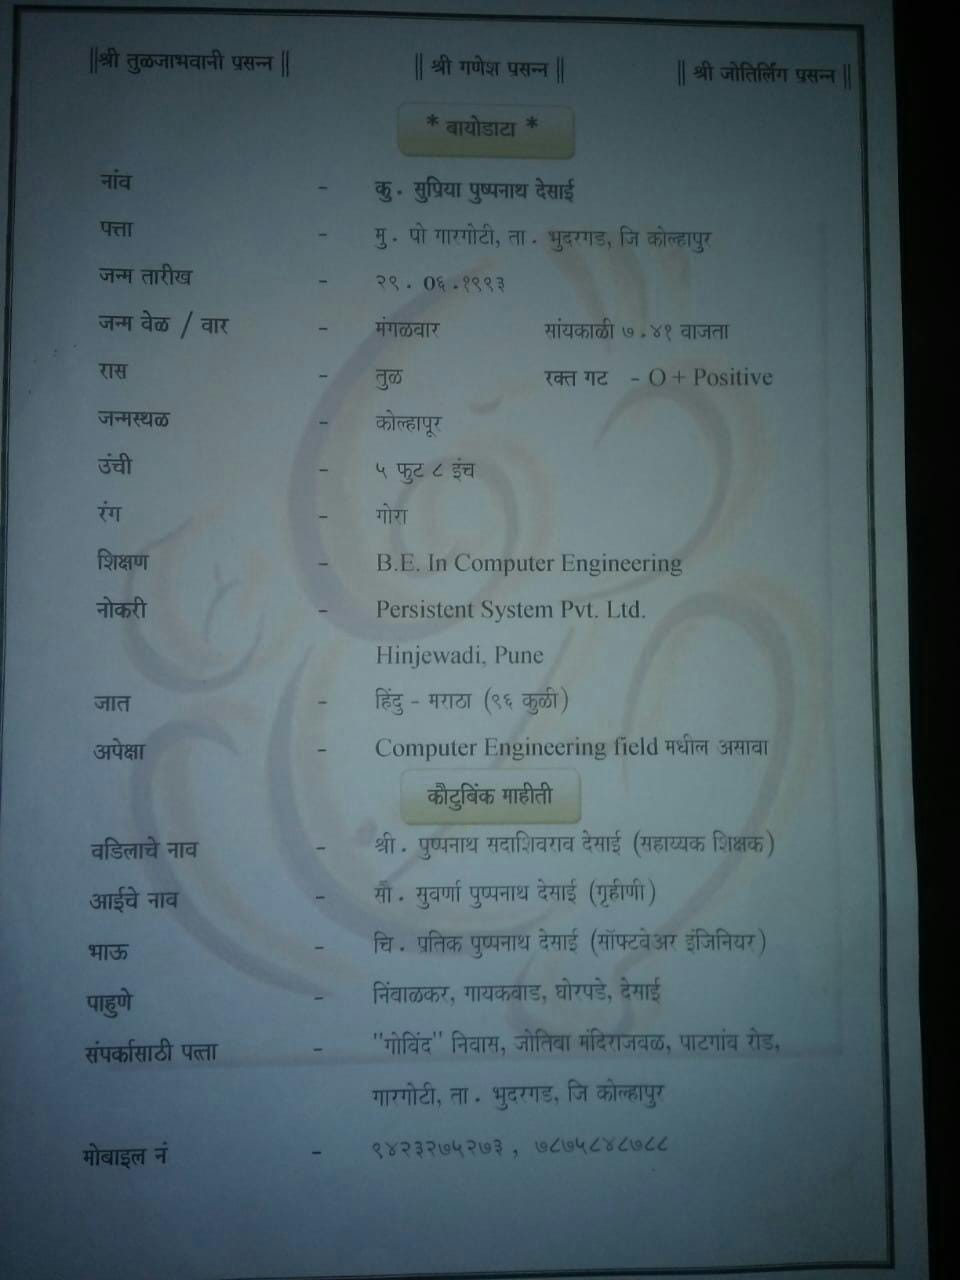 ||श्री तुळजाभवानी प्रसन्न || || श्री गणेश प्रसन्न || || श्री जोतिर्लिंग प्रसन्न ||
* बायोडाटा *
नांव - कु. सुप्रिया पुष्पनाथ देसाई
पत्ता - मु. पो गारगोटी, ता. भुदरगड, जि कोल्हापुर
जन्म तारीख - २९. 0६.१९९३
जन्म वेळ / वार - मंगळवार सांयकाळी ७.४१ वाजता
रास - तुळ रक्त गट - O + Positive
जन्मस्थळ - कोल्हापूर
उंची - ५ फुट ८ इंच
रंग - गोरा
शिक्षण - B.E. In Computer Engineering
नोकरी - Persistent System Pvt. Ltd.
Hinjewadi, Pune
जात - हिंदु - मराठा (९६ कुळी)
अपेक्षा - Computer Engineering field मधील असावा
कौटुबिंक माहीती
वडिलाचे नाव - श्री. पुष्पनाथ सदाशिवराव देसाई (सहाय्यक शिक्षक)
आईचे नाव - सौ. सुवर्णा पुष्पनाथ देसाई (गृहीणी)
भाऊ - चि. प्रतिक पुष्पनाथ देसाई (सॉफ्टवेअर इंजिनियर)
पाहुणे - निंवाळकर, गायकवाड, घोरपडे, देसाई
संपर्कासाठी पत्ता - "गोविंद" निवास, जोतिबा मंदिराजवळ, पाटगांव रोड,
गारगोटी, ता. भुदरगड, जि कोल्हापुर
मोबाइल नं - ९४२३२७५२७३, ७८७५८४८७८८